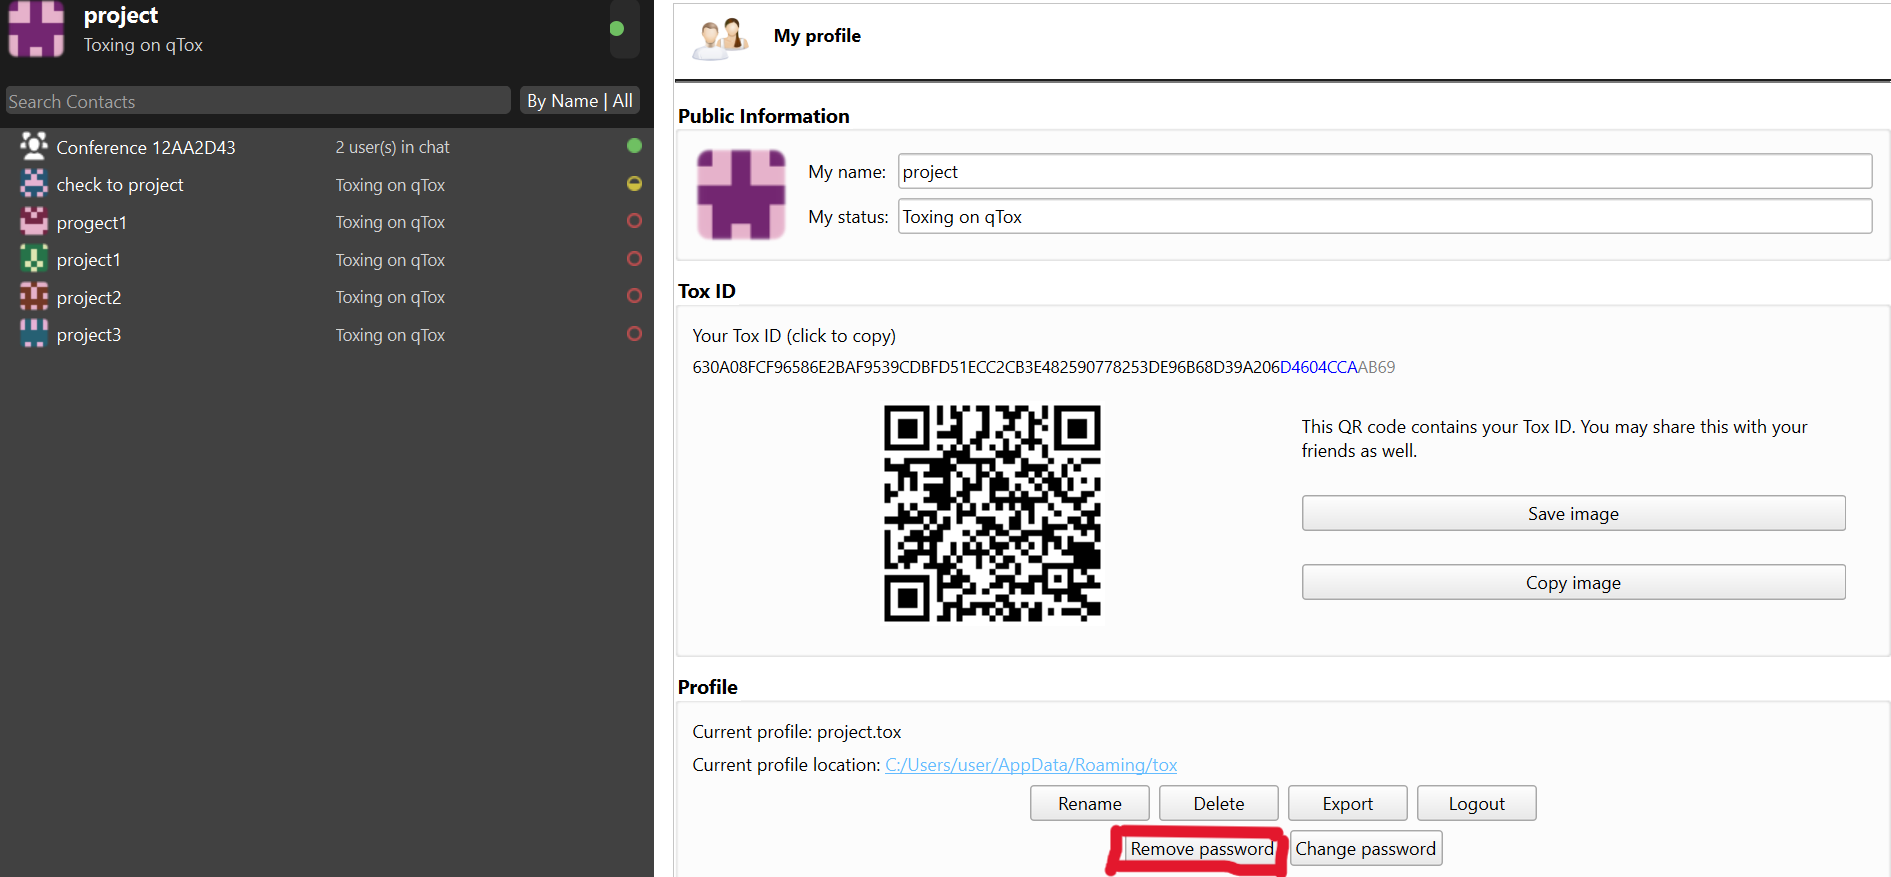 project
Toxing on qTox
Search Contacts
By Name | All
Conference 12AA2D43 2 user(s) in chat
check to project Toxing on qTox
progect1 Toxing on qTox
project1 Toxing on qTox
project2 Toxing on qTox
project3 Toxing on qTox
My profile
Public Information
My name: project
My status: Toxing on qTox
Tox ID
Your Tox ID (click to copy)
630A08FCF96586E2BAF9539CDBFD51ECC2CB3E482590778253DE96B68D39A206D4604CCAAB69
This QR code contains your Tox ID. You may share this with your
friends as well.
Save image
Copy image
Profile
Current profile: project.tox
Current profile location: C:/Users/user/AppData/Roaming/tox
Rename Delete Export Logout
Remove password Change password